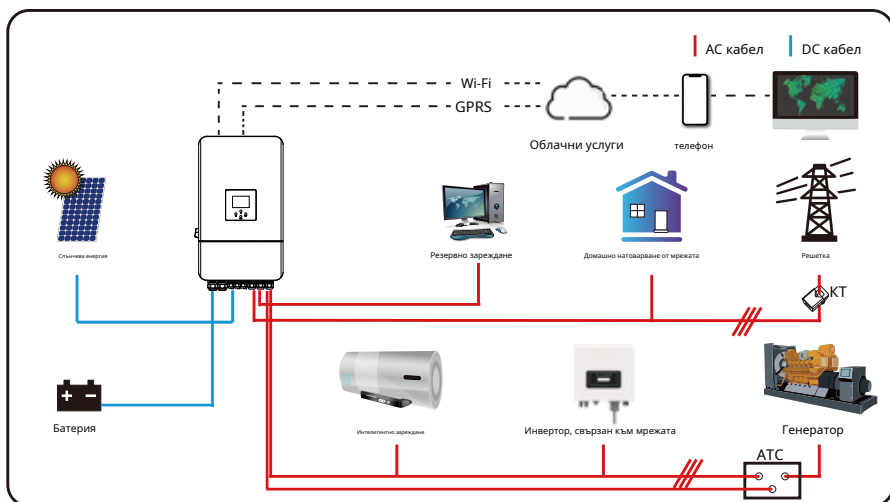 AC кабел
DC кабел
Wi-Fi
GPRS
Облачни услуги
телефон
Слънчева енергия
Резервно зареждане
Домашно натоварване от мрежата
Решетка
КТ
Батерия
Интелигентно зареждане
Инвертор, свързан към мрежата
Генератор
АТС